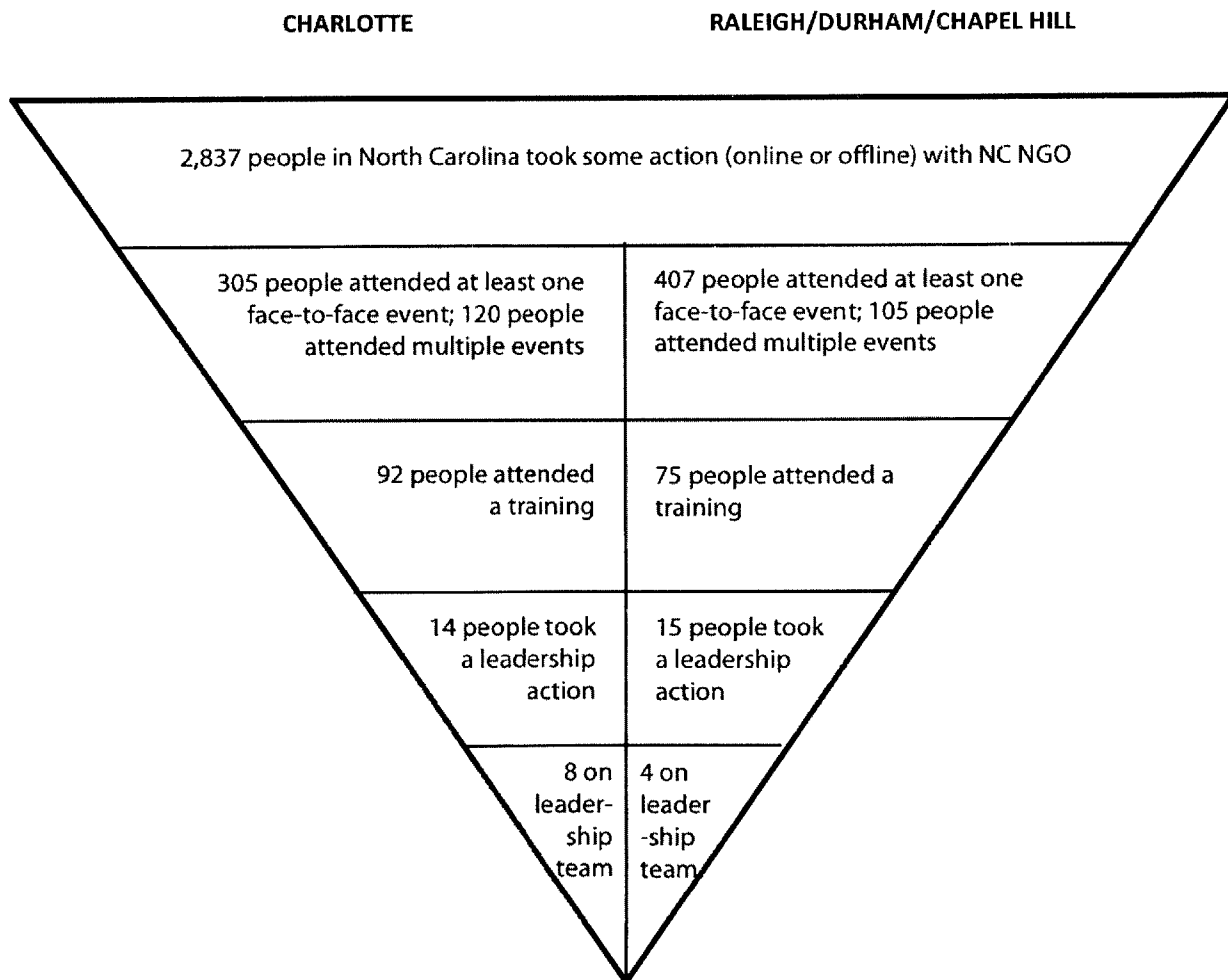 CHARLOTTE
RALEIGH/DURHAM/CHAPEL HILL
2,837 people in North Carolina took some action (online or offline) with NC NGO
305 people attended at least one
face-to-face event; 120 people
attended multiple events
407 people attended at least one
face-to-face event; 105 people
attended multiple events
92 people attended
a training
75 people attended a
training
14 people took
a leadership
action
15 people took
a leadership
action
8 on
leader-
ship
team
4 on
leader
-ship
team